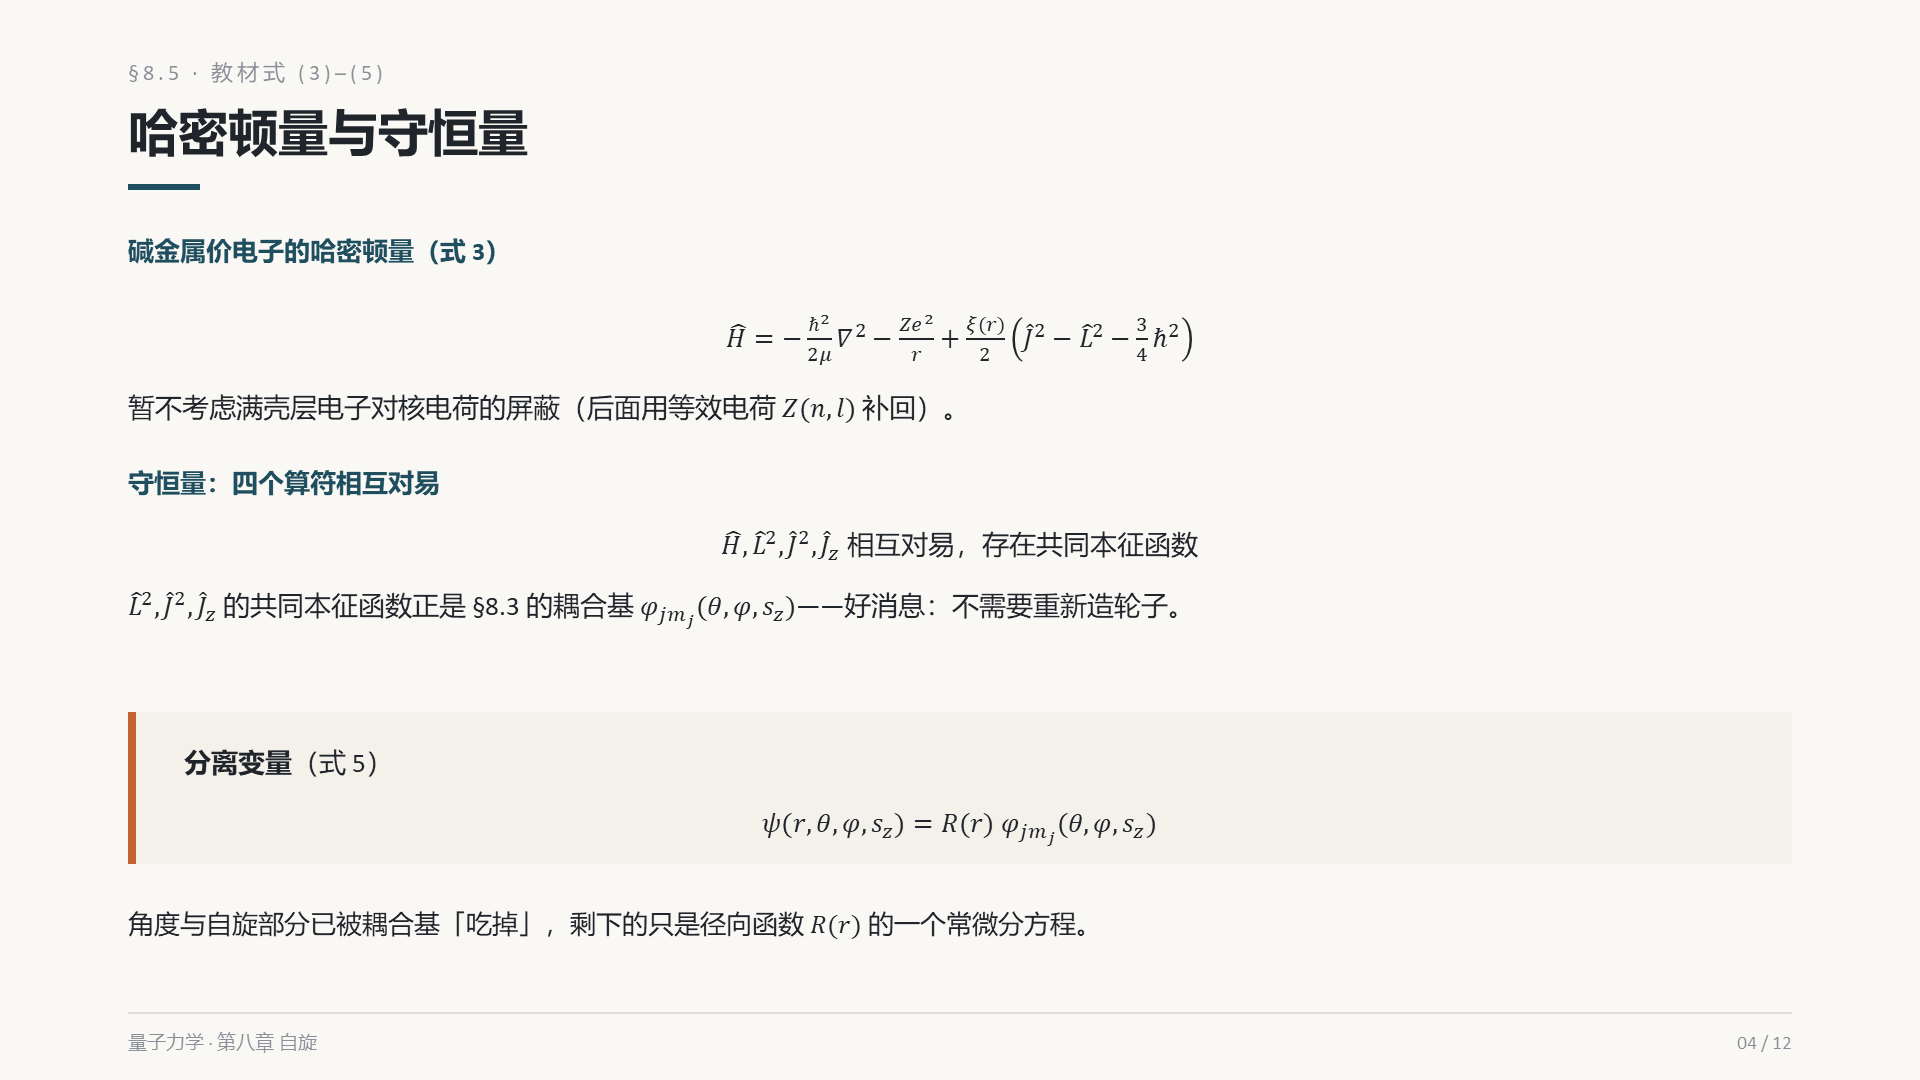 §8.5 · 教材式 (3)–(5)
哈密顿量与守恒量
碱金属价电子的哈密顿量（式 3）
Ĥ = −ħ²/2μ ∇² − Ze²/r + ξ(r)/2 (Ĵ² − L̂² − 3/4 ħ²)
暂不考虑满壳层电子对核电荷的屏蔽（后面用等效电荷 Z(n, l) 补回）。
守恒量：四个算符相互对易
Ĥ, L̂², Ĵ², Ĵ_z 相互对易，存在共同本征函数
L̂², Ĵ², Ĵ_z 的共同本征函数正是 §8.3 的耦合基 φ_{jm_j}(θ, φ, s_z)——好消息：不需要重新造轮子。
分离变量（式 5）
ψ(r, θ, φ, s_z) = R(r) φ_{jm_j}(θ, φ, s_z)
角度与自旋部分已被耦合基「吃掉」，剩下的只是径向函数 R(r) 的一个常微分方程。
量子力学 · 第八章 自旋
04 / 12